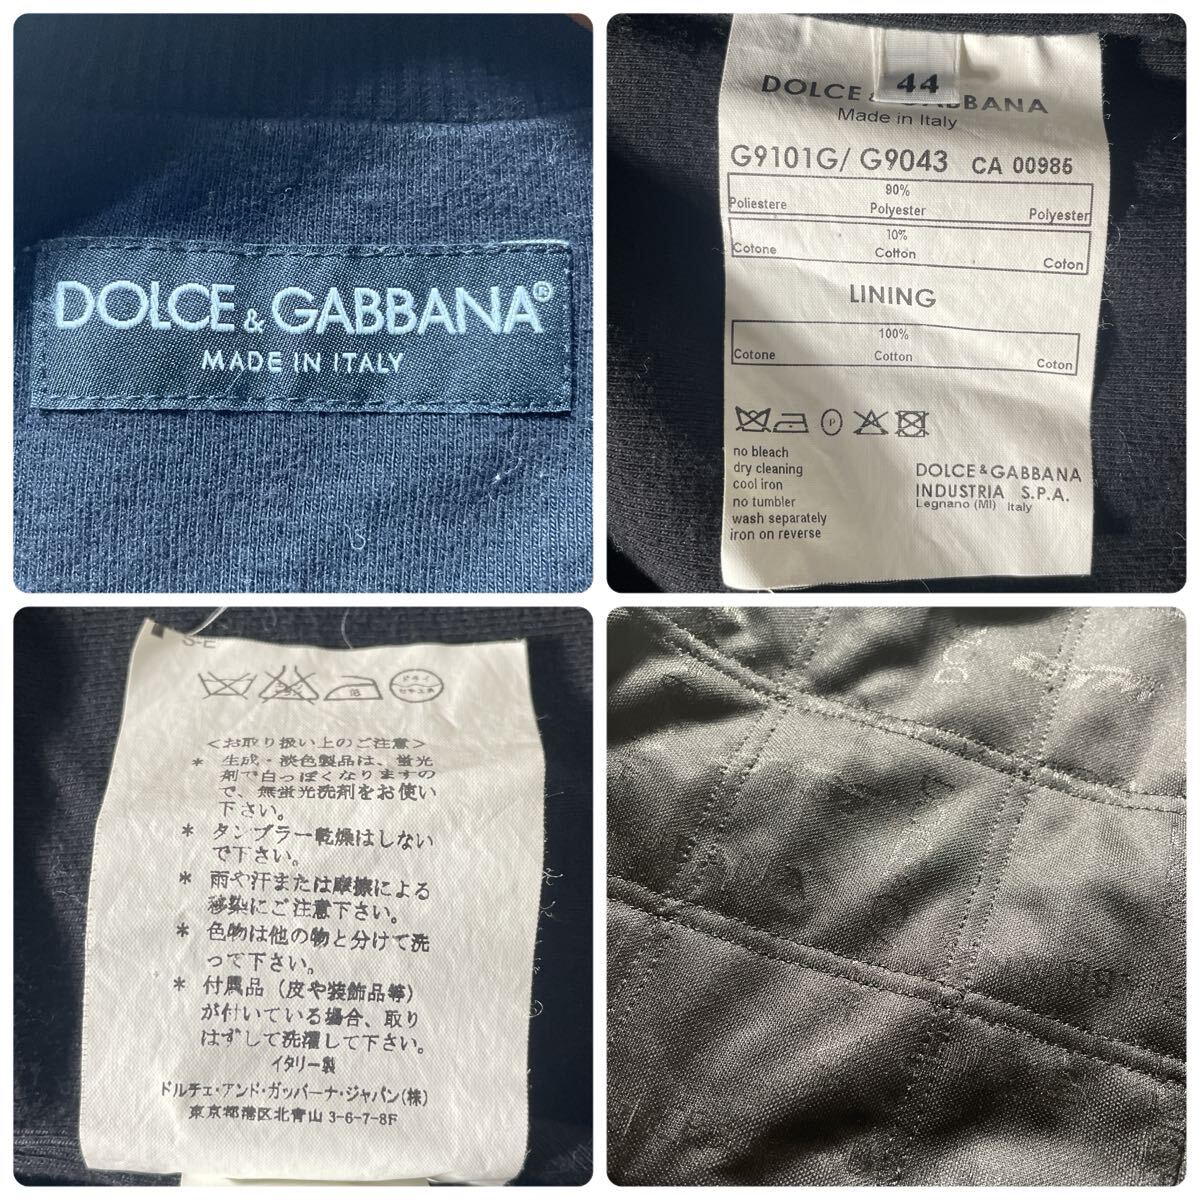 DOLCE & GABBANA®
MADE IN ITALY
44
DOLCE & GABBANA
Made in Italy
G9101G/ G9043 CA 00985
90%
Poliestere Polyester Polyester
10%
Cotone Cotton Coton
LINING
100%
Cotone Cotton Coton
P
no bleach
dry cleaning
cool iron
no tumbler
wash separately
iron on reverse
DOLCE & GABBANA
INDUSTRIA S.P.A.
Legnano (MI) Italy
S-E
ドライ
セキユ系
<お取り扱い上のご注意>
* 生成・淡色製品は、蛍光
剤で白っぽくなりますの
で、無蛍光洗剤をお使い
下さい。
* タンブラー乾燥はしない
で下さい。
* 雨や汗または摩擦による
移染にご注意下さい。
* 色物は他の物と分けて洗
って下さい。
* 付属品（皮や装飾品等）
が付いている場合、取り
はずして洗濯して下さい。
イタリー製
ドルチェ・アンド・ガッバーナ・ジャパン(株)
東京都港区北青山 3-6-7-8F